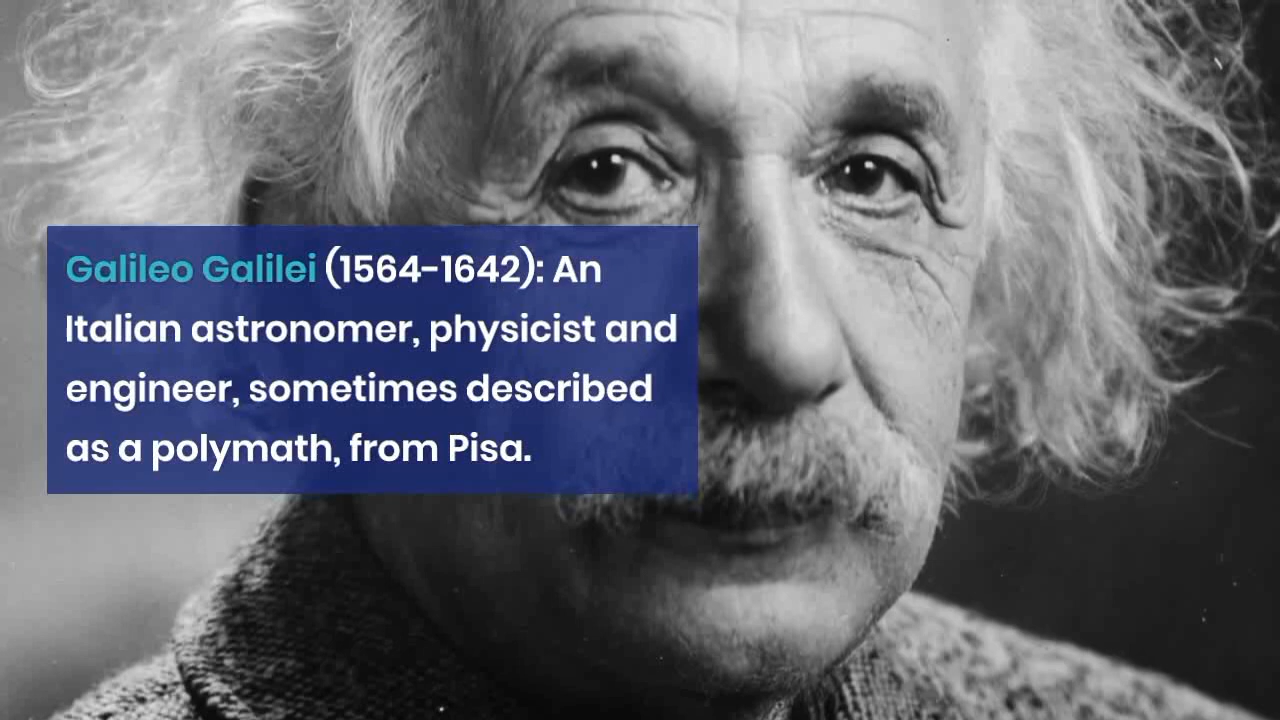 Galileo Galilei (1564-1642): An
Italian astronomer, physicist and
engineer, sometimes described
as a polymath, from Pisa.